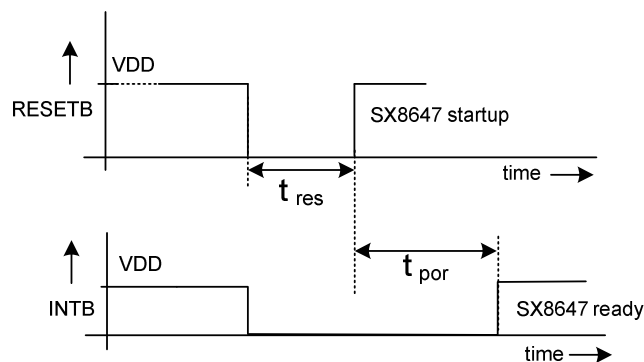 VDD
RESETB
SX8647 startup
time
t res
VDD
t por
INTB
SX8647 ready
time